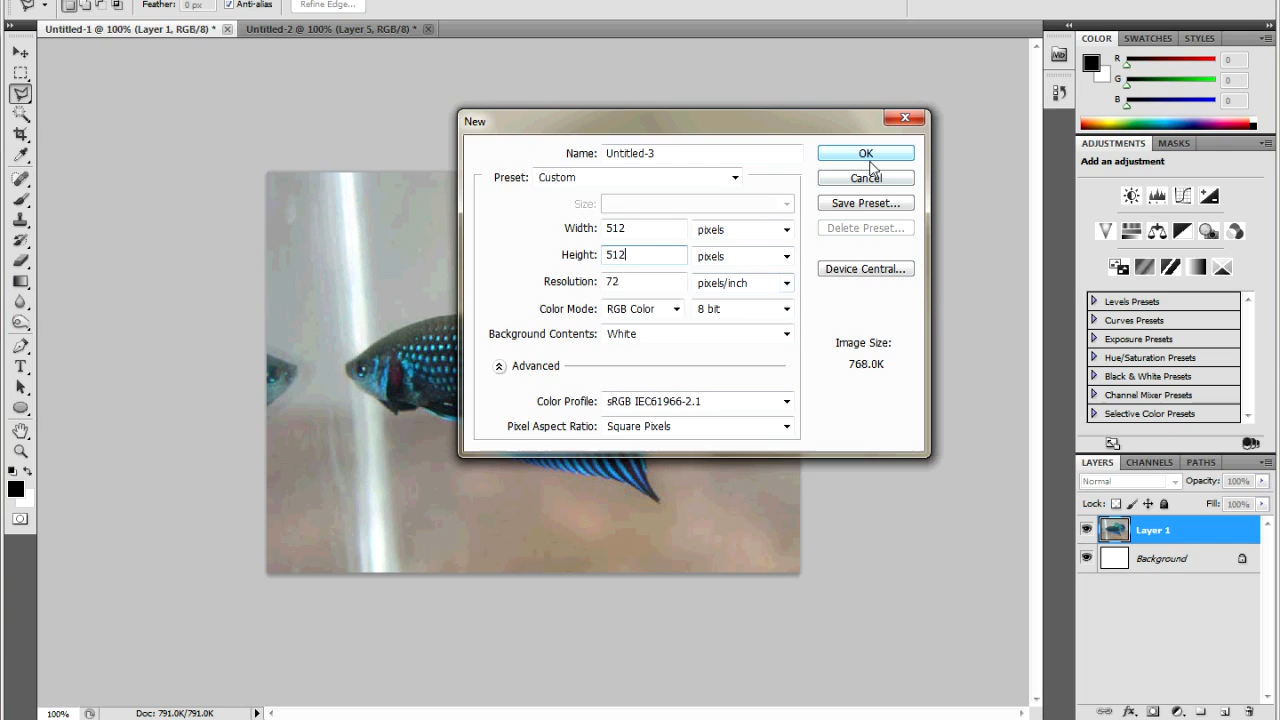 Feather: 0 px Anti-alias Refine Edge...
Untitled-1 @ 100% (Layer 1, RGB/8) * Untitled-2 @ 100% (Layer 5, RGB/8) *
COLOR SWATCHES STYLES
R 0
G 0
B 0
New
Name: Untitled-3 OK
Preset: Custom Cancel
Size: Save Preset...
Width: 512 pixels Delete Preset...
Height: 512 pixels
Resolution: 72 pixels/inch Device Central...
Color Mode: RGB Color 8 bit
Background Contents: White
Image Size:
768.0K
Advanced
Color Profile: sRGB IEC61966-2.1
Pixel Aspect Ratio: Square Pixels
ADJUSTMENTS MASKS
Add an adjustment
Levels Presets
Curves Presets
Exposure Presets
Hue/Saturation Presets
Black & White Presets
Channel Mixer Presets
Selective Color Presets
LAYERS CHANNELS PATHS
Normal Opacity: 100%
Lock: Fill: 100%
Layer 1
Background
100% Doc: 791.0K/791.0K